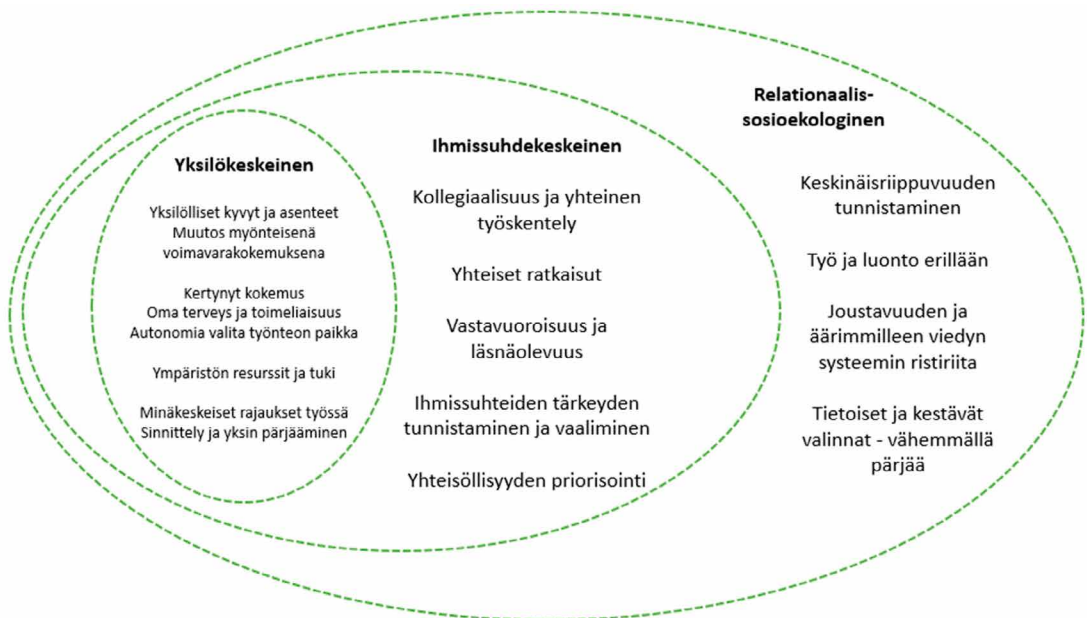 Yksilökeskeinen
Yksilölliset kyvyt ja asenteet
Muutos myönteisenä
voimavarakokemuksena
Kertynyt kokemus
Oma terveys ja toimeliaisuus
Autonomia valita työnteon paikka
Ympäristön resurssit ja tuki
Minäkeskeiset rajaukset työssä
Sinnittely ja yksin pärjääminen
Ihmissuhdekeskeinen
Kollegiaalisuus ja yhteinen
työskentely
Yhteiset ratkaisut
Vastavuoroisuus ja
läsnäolevuus
Ihmissuhteiden tärkeyden
tunnistaminen ja vaaliminen
Yhteisöllisyyden priorisointi
Relationaalis-
sosioekologinen
Keskinäisriippuvuuden
tunnistaminen
Työ ja luonto erillään
Joustavuuden ja
äärimmilleen viedyn
systeemin ristiriita
Tietoiset ja kestävät
valinnat - vähemmällä
pärjää